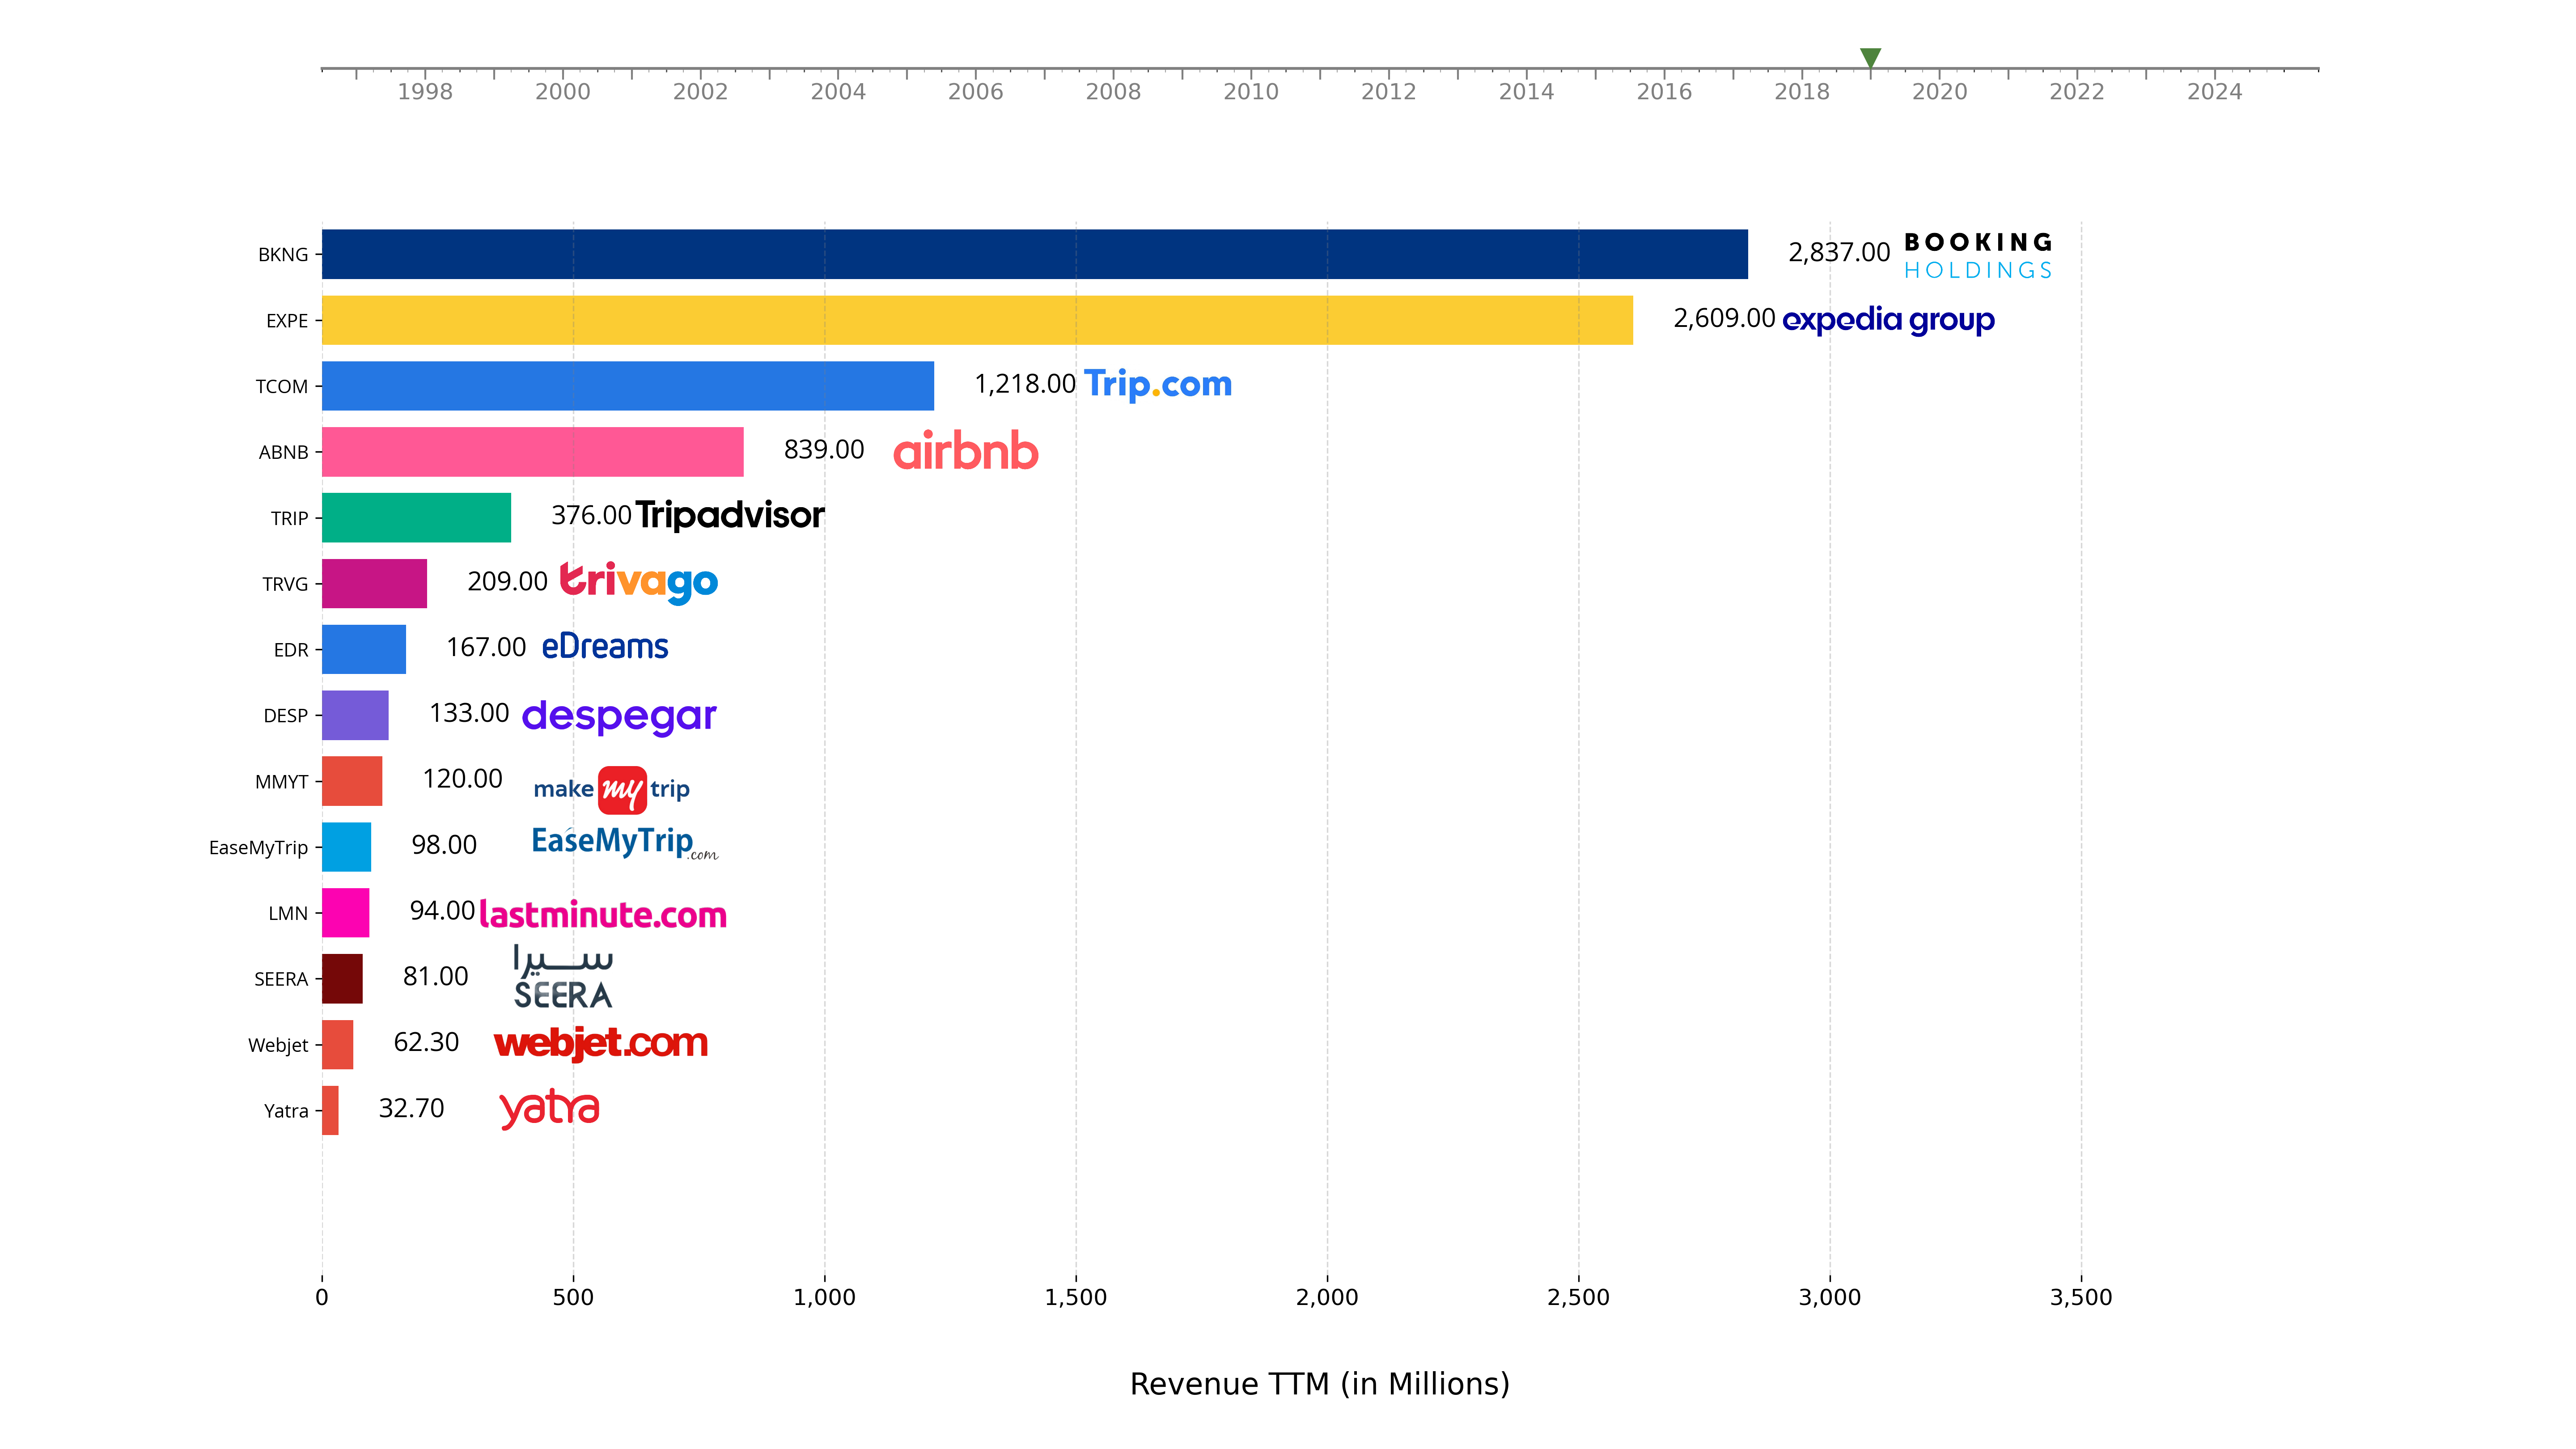 1998 2000 2002 2004 2006 2008 2010 2012 2014 2016 2018 2020 2022 2024
BKNG 2,837.00 BOOKING
HOLDINGS
EXPE 2,609.00 expedia group
TCOM 1,218.00 Trip.com
ABNB 839.00 airbnb
TRIP 376.00 Tripadvisor
TRVG 209.00 trivago
EDR 167.00 eDreams
DESP 133.00 despegar
MMYT 120.00 make my trip
EaseMyTrip 98.00 EaseMyTrip.com
LMN 94.00 lastminute.com
سيرا
SEERA 81.00
SEERA
Webjet 62.30 webjet.com
Yatra 32.70 yatra
0 500 1,000 1,500 2,000 2,500 3,000 3,500
Revenue TTM (in Millions)